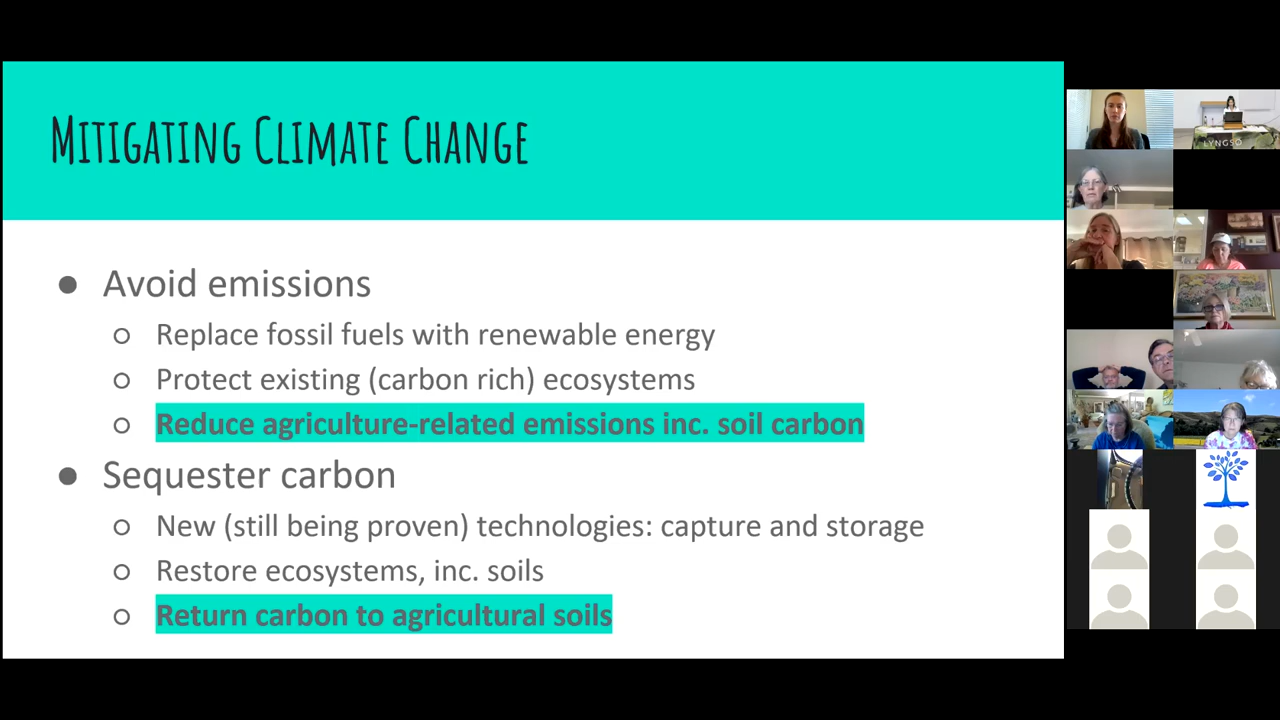 Mitigating Climate Change
● Avoid emissions
○ Replace fossil fuels with renewable energy
○ Protect existing (carbon rich) ecosystems
○ Reduce agriculture-related emissions inc. soil carbon
● Sequester carbon
○ New (still being proven) technologies: capture and storage
○ Restore ecosystems, inc. soils
○ Return carbon to agricultural soils
LYNGSO